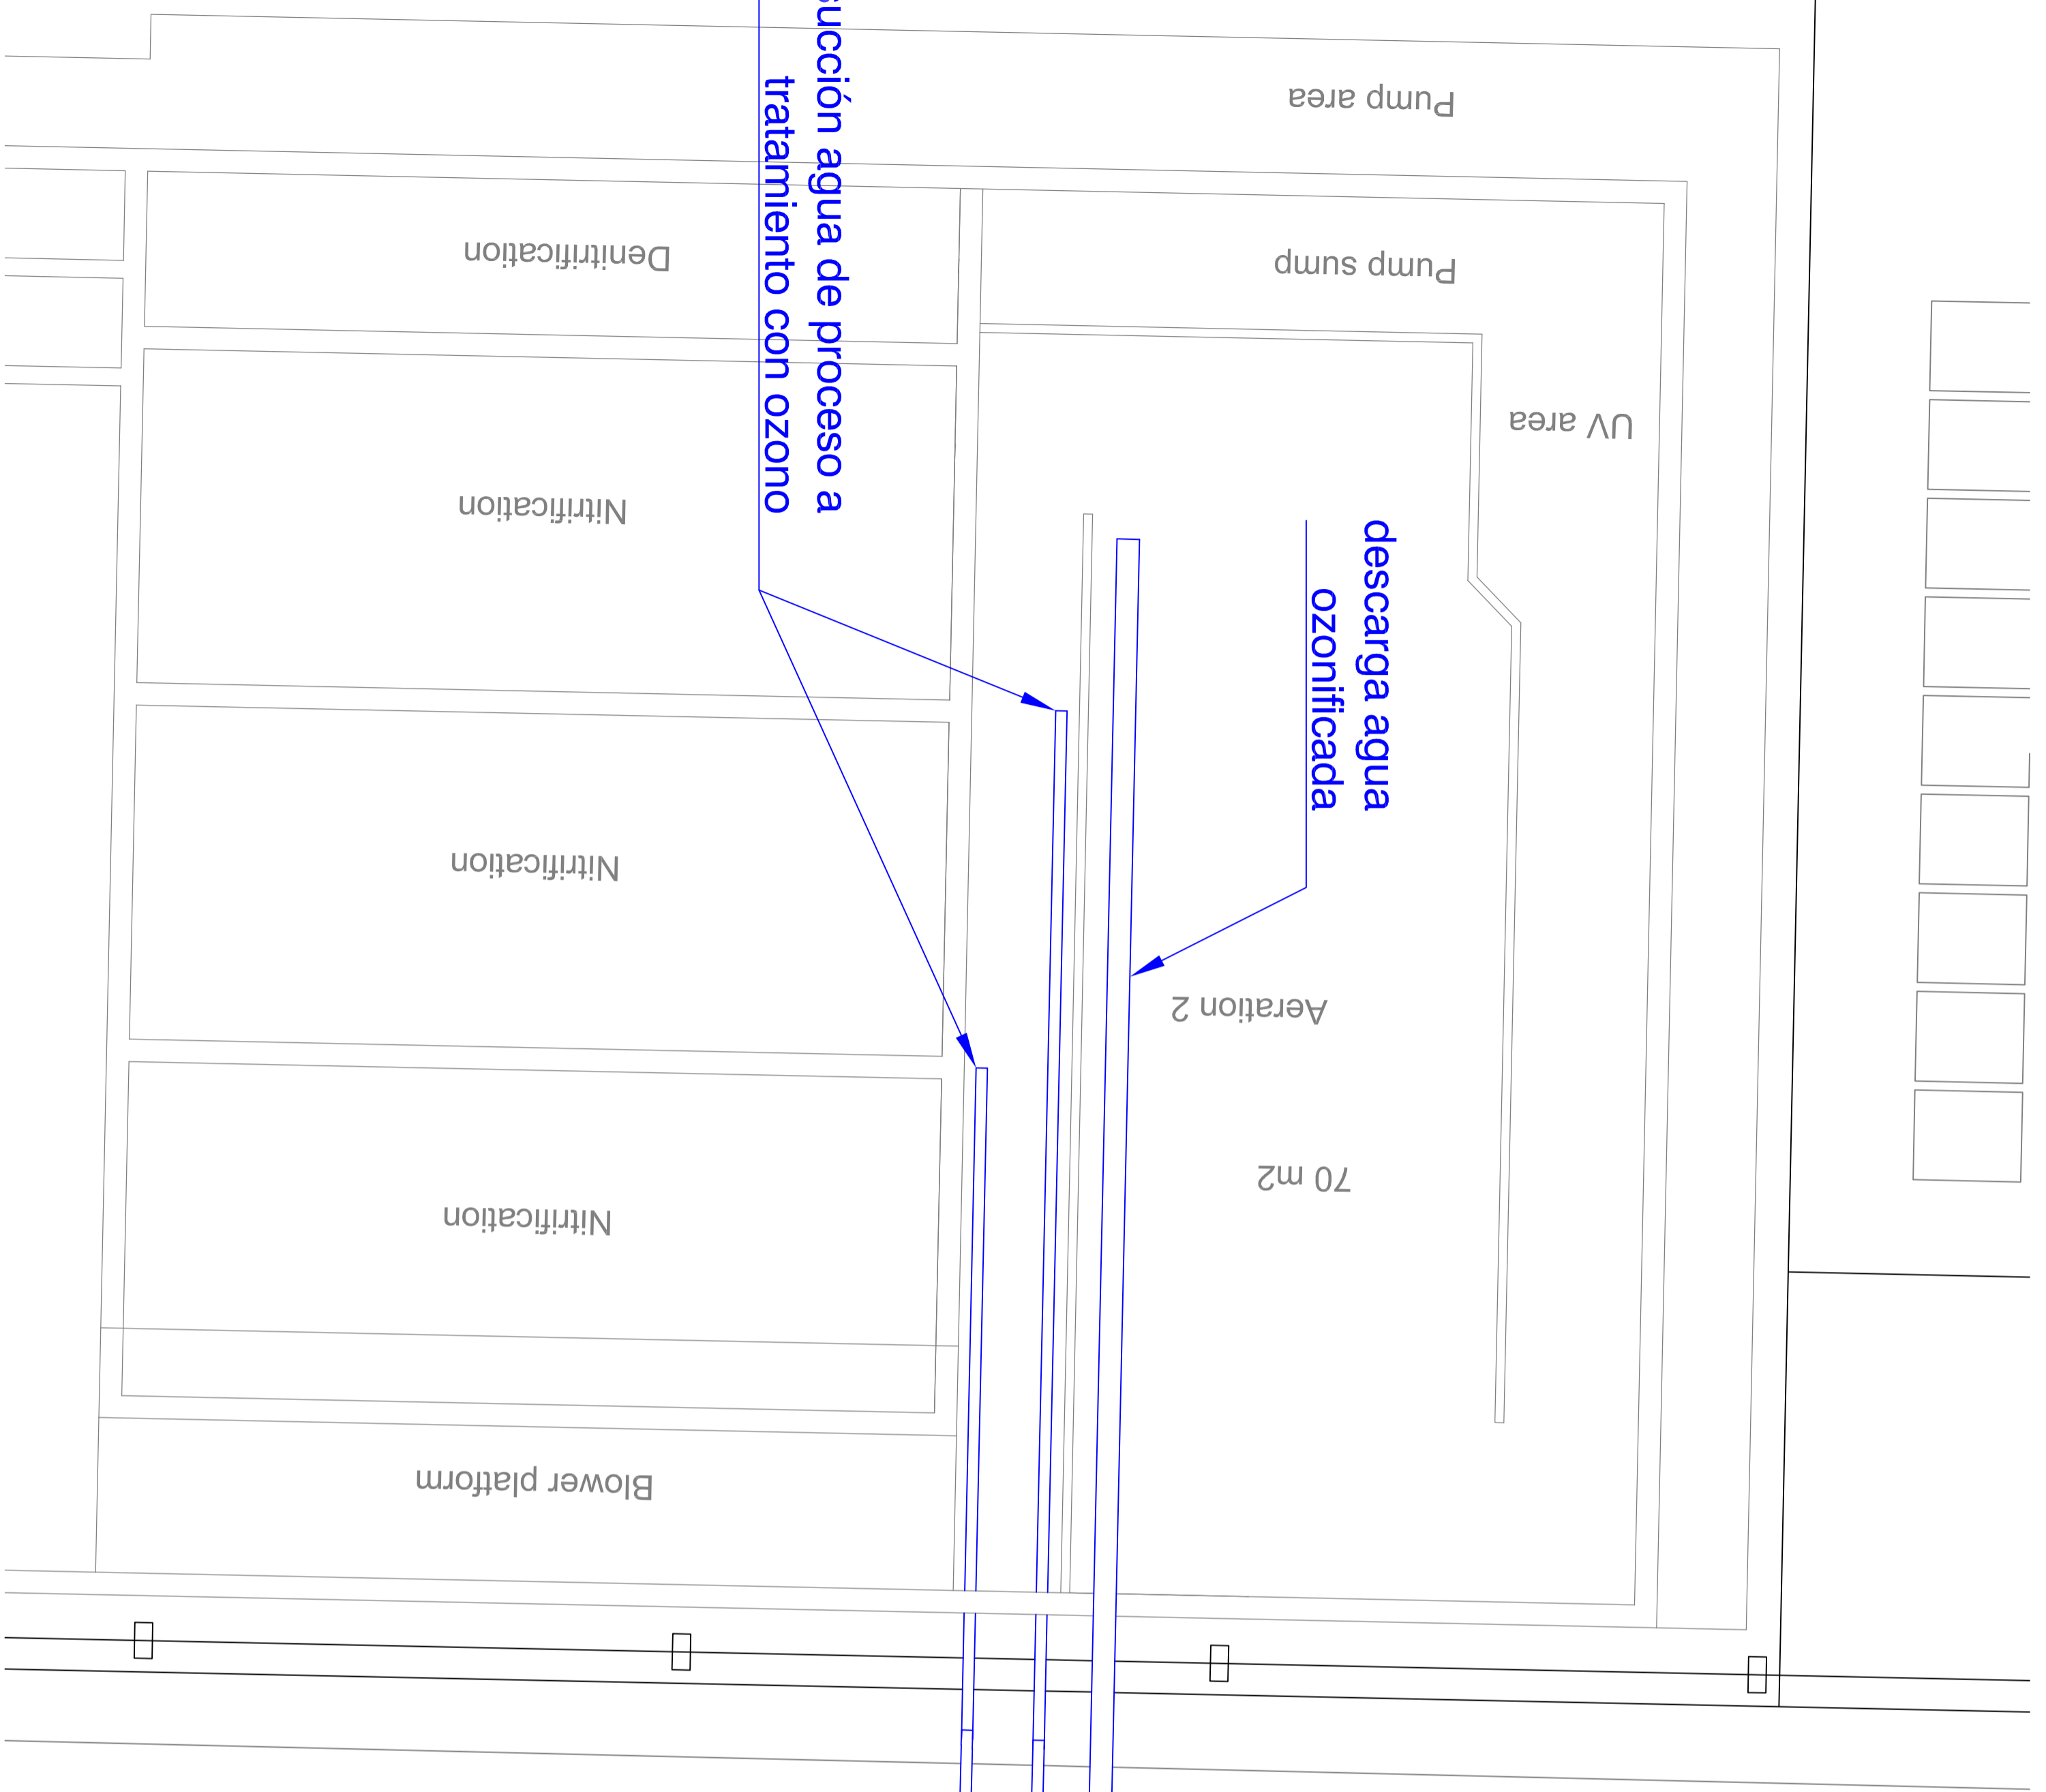 Pump area
succión agua de proceso a
tratamiento con ozono
Denitrification
Pump sump
UV area
Nitrification
descarga agua
ozonificada
Nitrification
Aeration 2
70 m2
Nitrification
Blower platform